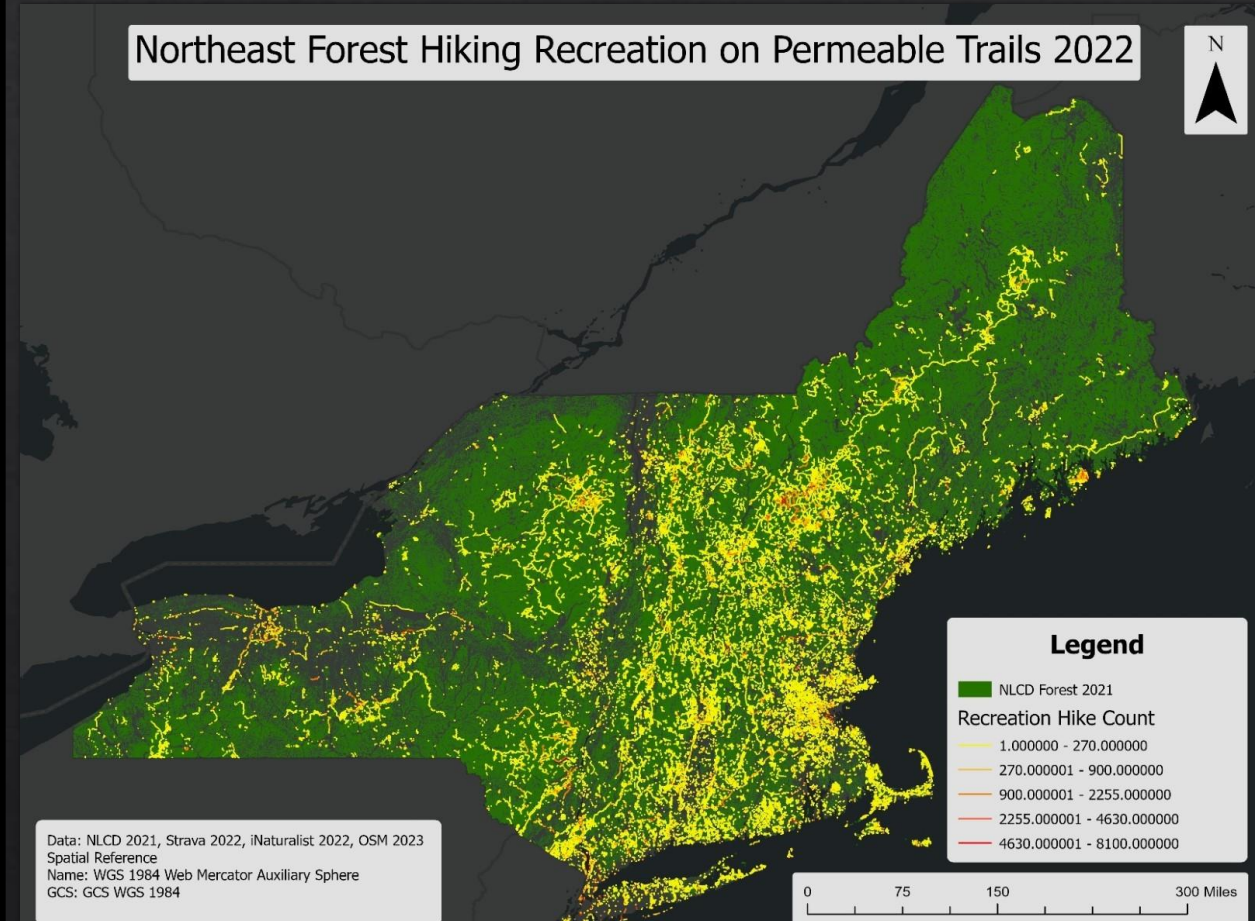 Northeast Forest Hiking Recreation on Permeable Trails 2022
N
Legend
NLCD Forest 2021
Recreation Hike Count
1.000000 - 270.000000
270.000001 - 900.000000
900.000001 - 2255.000000
2255.000001 - 4630.000000
4630.000001 - 8100.000000
Data: NLCD 2021, Strava 2022, iNaturalist 2022, OSM 2023
Spatial Reference
Name: WGS 1984 Web Mercator Auxiliary Sphere
GCS: GCS WGS 1984
0 75 150 300 Miles